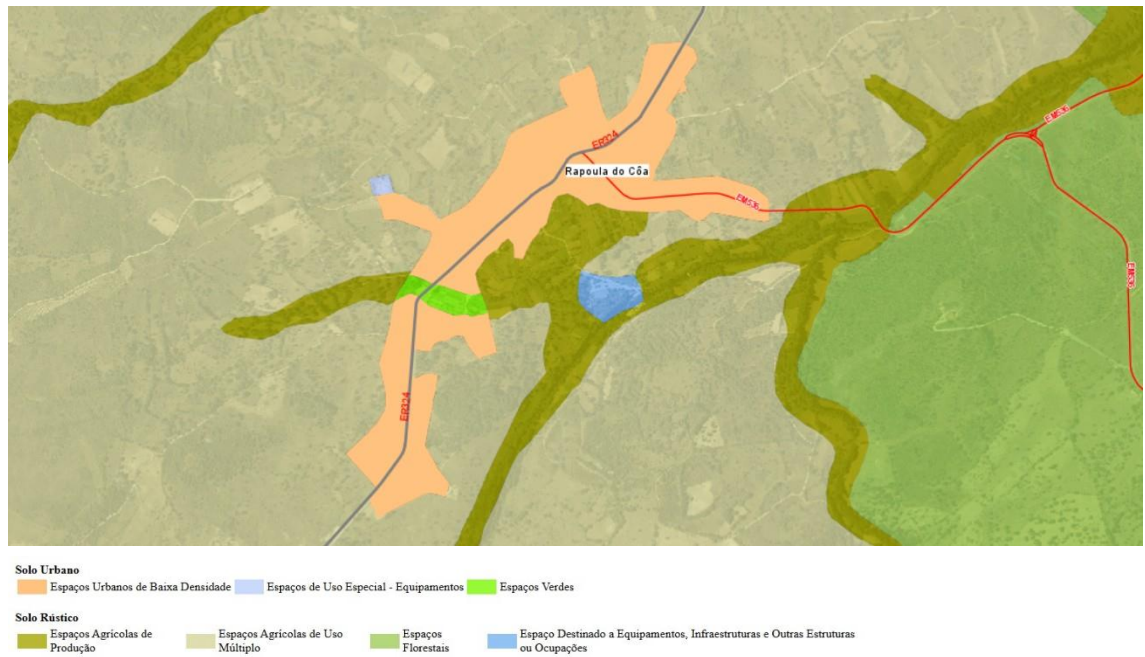 ER324
EM536
Rapoula do Côa
EM536
EM536
ER324
Solo Urbano
Espaços Urbanos de Baixa Densidade Espaços de Uso Especial - Equipamentos Espaços Verdes
Solo Rústico
Espaços Agrícolas de Produção
Espaços Agrícolas de Uso Múltiplo
Espaços Florestais
Espaço Destinado a Equipamentos, Infraestruturas e Outras Estruturas
ou Ocupações